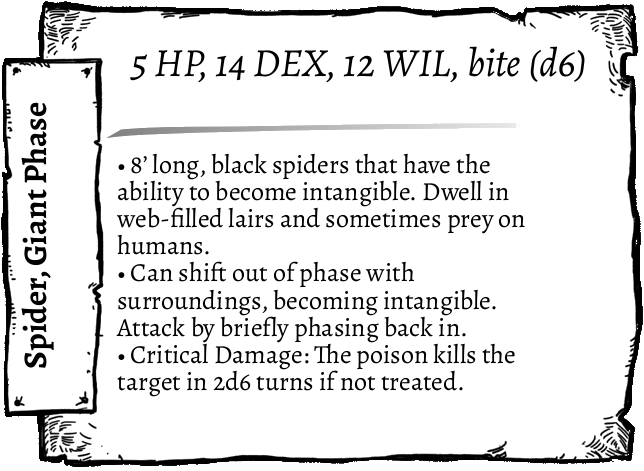 Spider, Giant Phase
5 HP, 14 DEX, 12 WIL, bite (d6)
• 8’ long, black spiders that have the
ability to become intangible. Dwell in
web-filled lairs and sometimes prey on
humans.
• Can shift out of phase with
surroundings, becoming intangible.
Attack by briefly phasing back in.
• Critical Damage: The poison kills the
target in 2d6 turns if not treated.